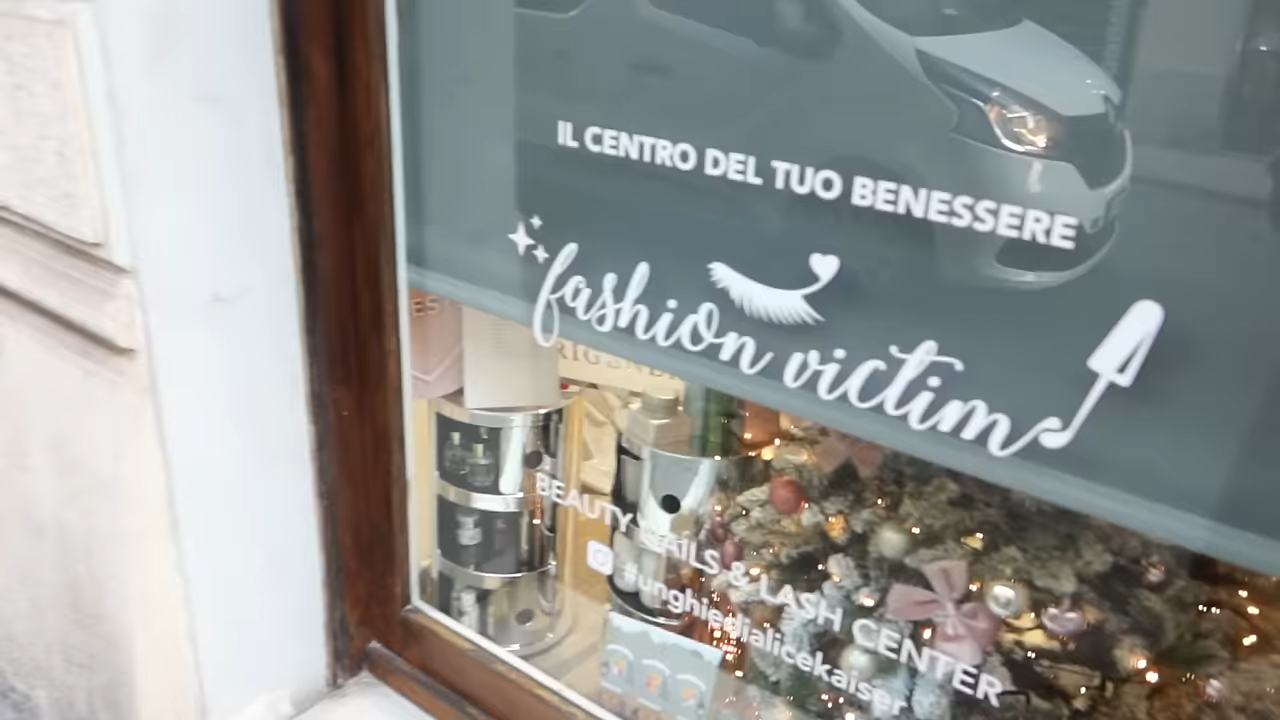 IL CENTRO DEL TUO BENESSERE
fashion victim
BEAUTY NAILS & LASH CENTER
#unghiedialicekaiser